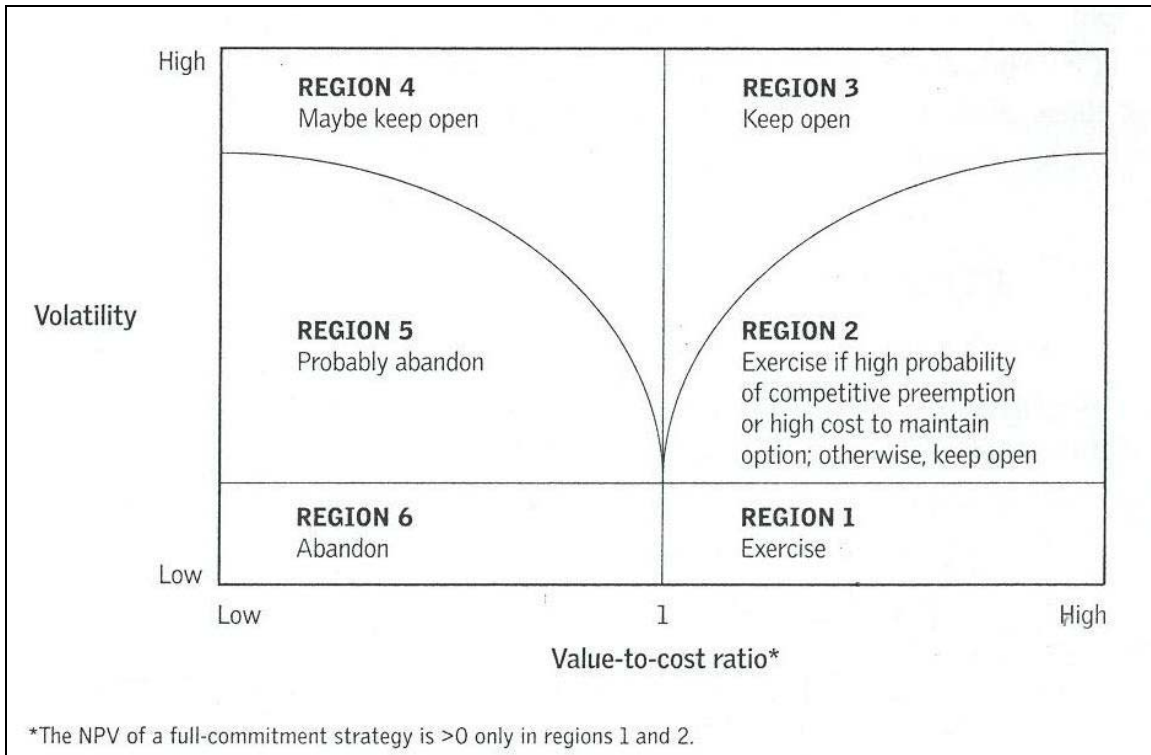 High
REGION 4
Maybe keep open
REGION 3
Keep open
Volatility
REGION 5
Probably abandon
REGION 2
Exercise if high probability
of competitive preemption
or high cost to maintain
option; otherwise, keep open
REGION 6
Abandon
REGION 1
Exercise
Low
Low
1
High
Value-to-cost ratio*
*The NPV of a full-commitment strategy is >0 only in regions 1 and 2.